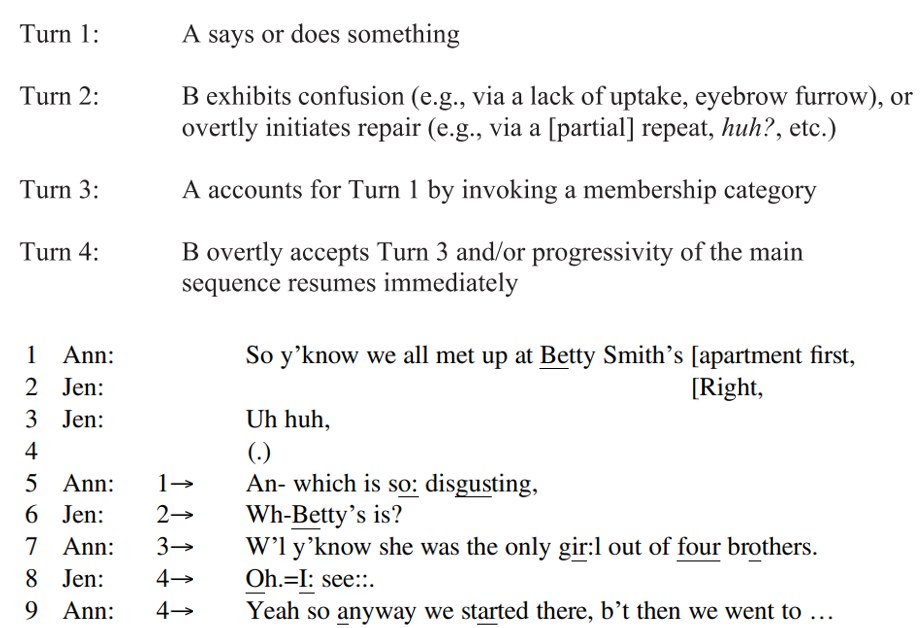 Turn 1: A says or does something
Turn 2: B exhibits confusion (e.g., via a lack of uptake, eyebrow furrow), or
overtly initiates repair (e.g., via a [partial] repeat, huh?, etc.)
Turn 3: A accounts for Turn 1 by invoking a membership category
Turn 4: B overtly accepts Turn 3 and/or progressivity of the main
sequence resumes immediately
1 Ann: So y’know we all met up at Betty Smith’s [apartment first,
2 Jen: [Right,
3 Jen: Uh huh,
4 (.)
5 Ann: 1→ An- which is so: disgusting,
6 Jen: 2→ Wh-Betty’s is?
7 Ann: 3→ W’l y’know she was the only gir:l out of four brothers.
8 Jen: 4→ Oh.=I: see::.
9 Ann: 4→ Yeah so anyway we started there, b’t then we went to …